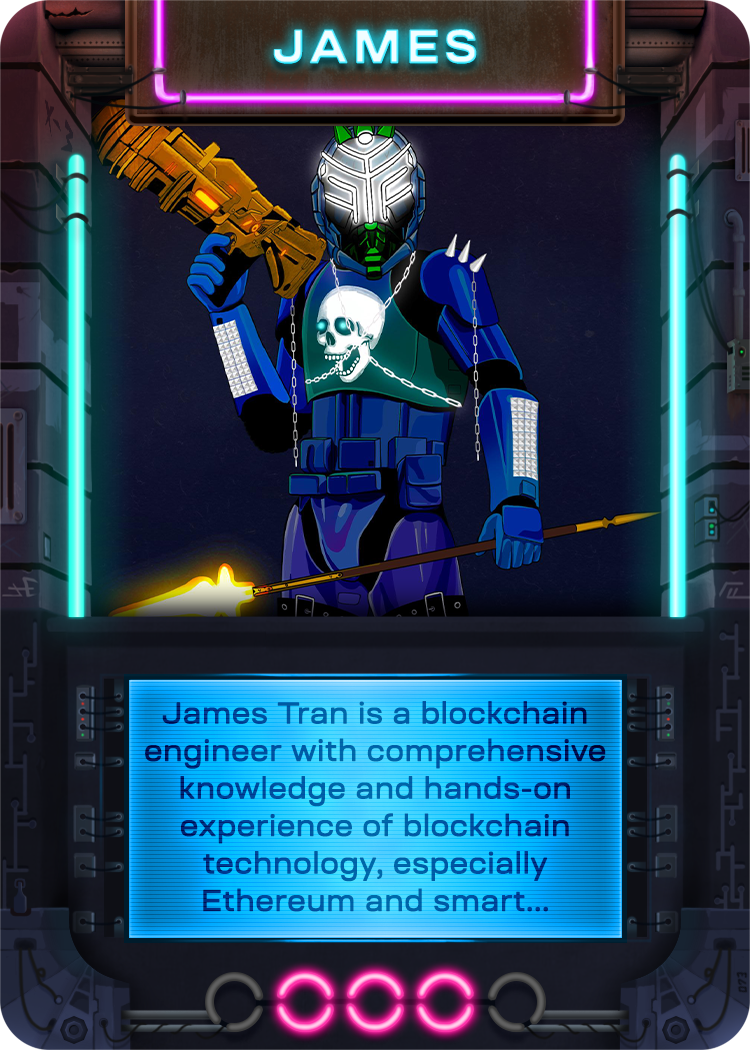 JAMES
James Tran is a blockchain
engineer with comprehensive
knowledge and hands-on
experience of blockchain
technology, especially
Ethereum and smart...